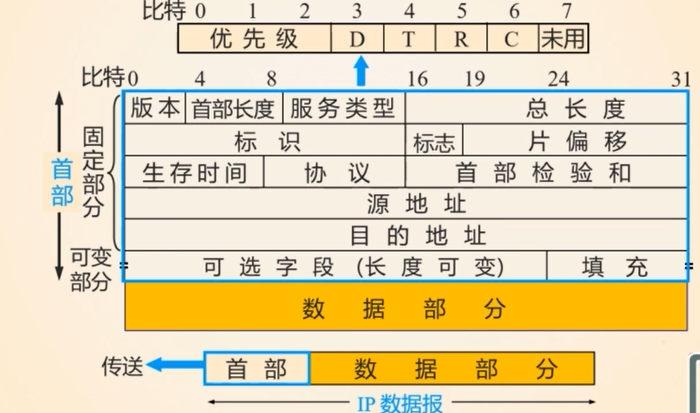 比特 0 1 2 3 4 5 6 7
优先级 D T R C 未用
比特0 4 8 16 19 24 31
版本 首部长度 服务类型 总长度
标识 标志 片偏移
生存时间 协议 首部检验和
源地址
目的地址
可选字段 (长度可变) 填充
数据部分
首部
固定部分
可变部分
传送 首部 数据部分
IP 数据报